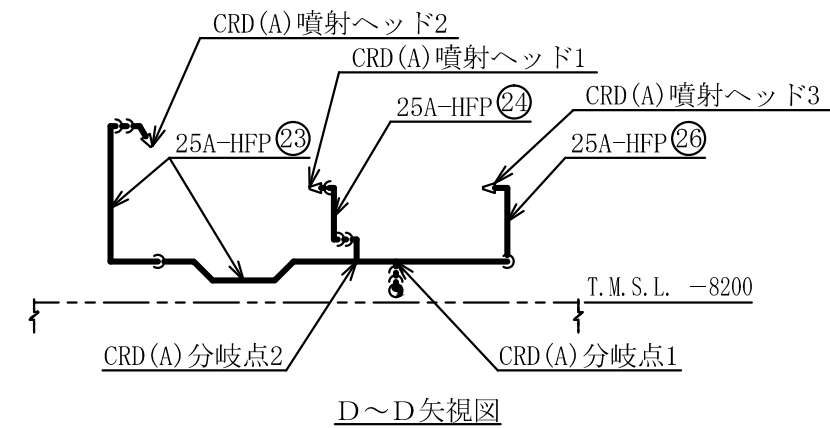 CRD(A)噴射ヘッド2
CRD(A)噴射ヘッド1
CRD(A)噴射ヘッド3
25A-HFP㉔
25A-HFP㉓
25A-HFP㉖
T.M.S.L. −8200
CRD(A)分岐点2
CRD(A)分岐点1
D～D矢視図